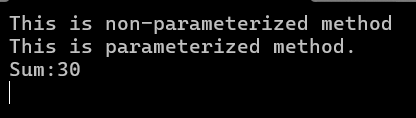 This is non-parameterized method
This is parameterized method.
Sum:30